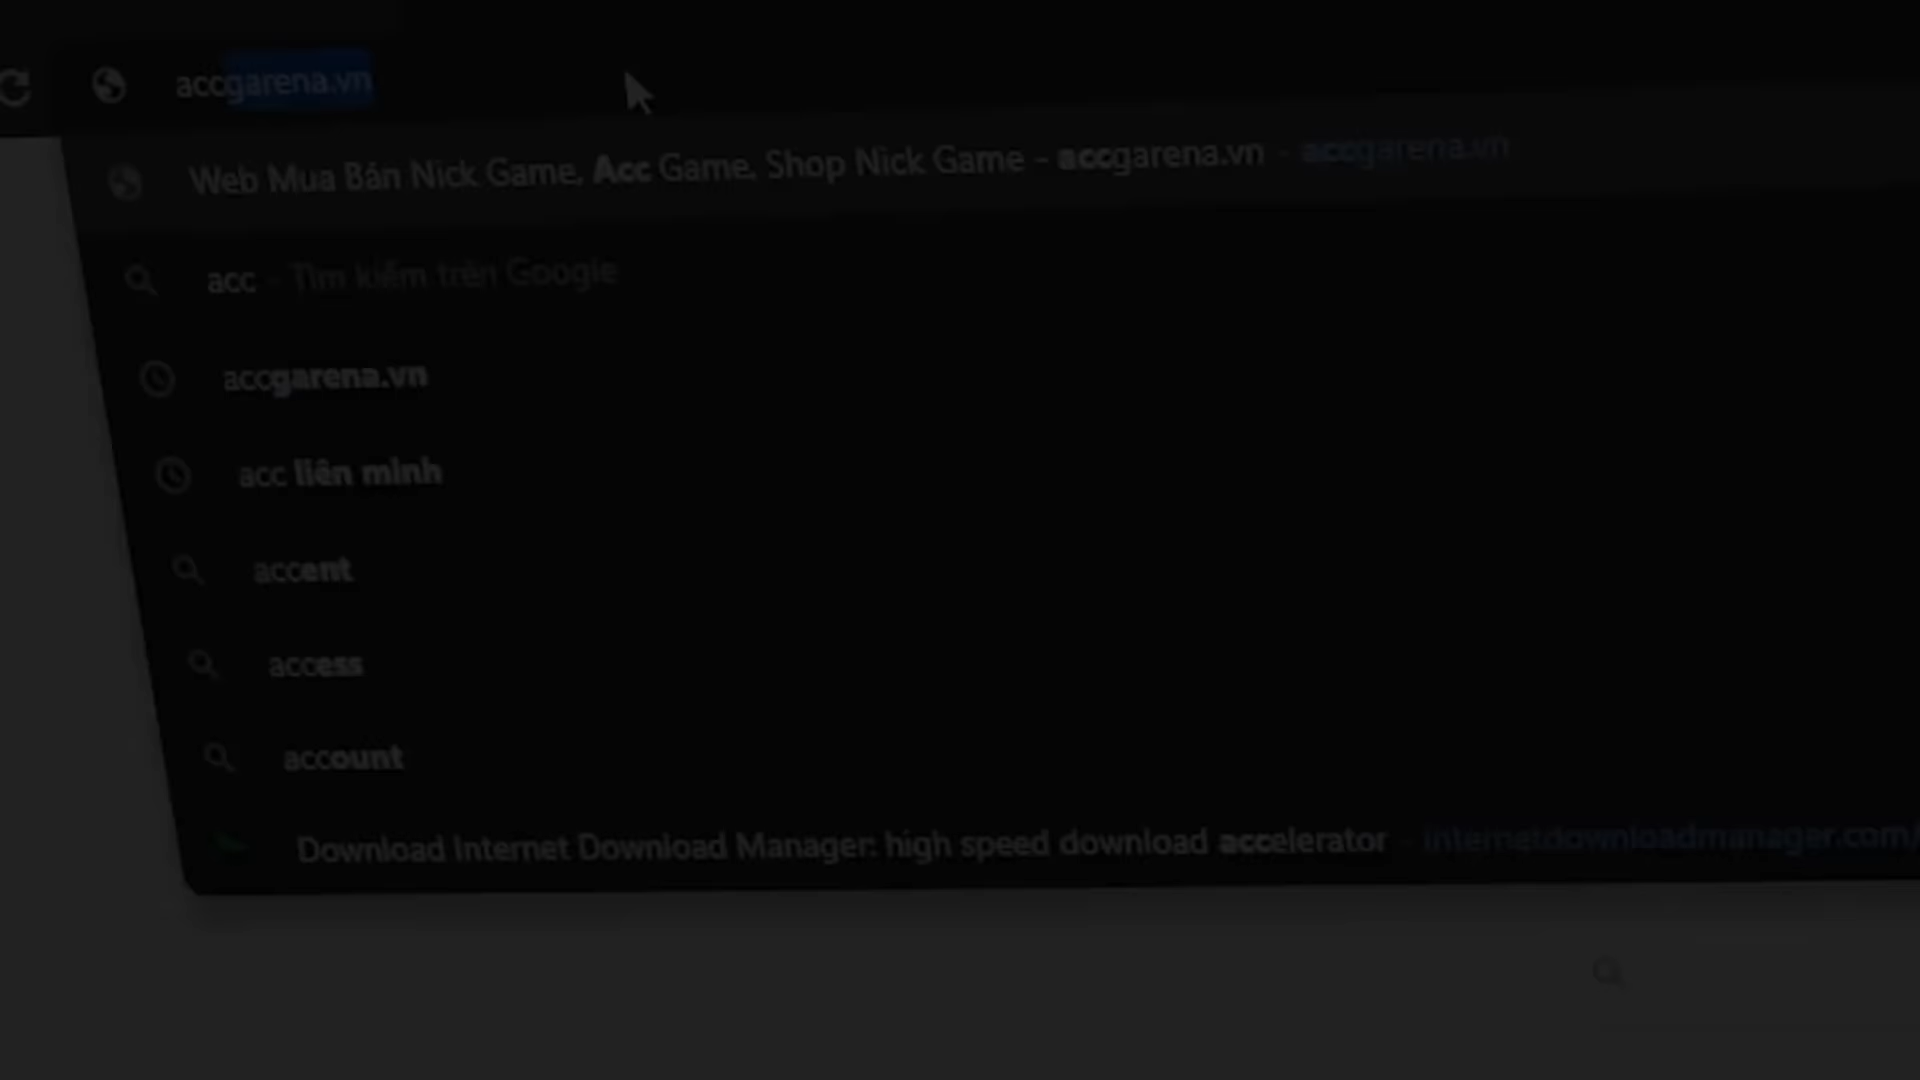 accgarena.vn
Web Mua Bán Nick Game, Acc Game, Shop Nick Game - accgarena.vn - accgarena.vn
acc - Tìm kiếm trên Google
accgarena.vn
acc liên minh
accent
access
account
Download Internet Download Manager: high speed download accelerator - internetdownloadmanager.com/